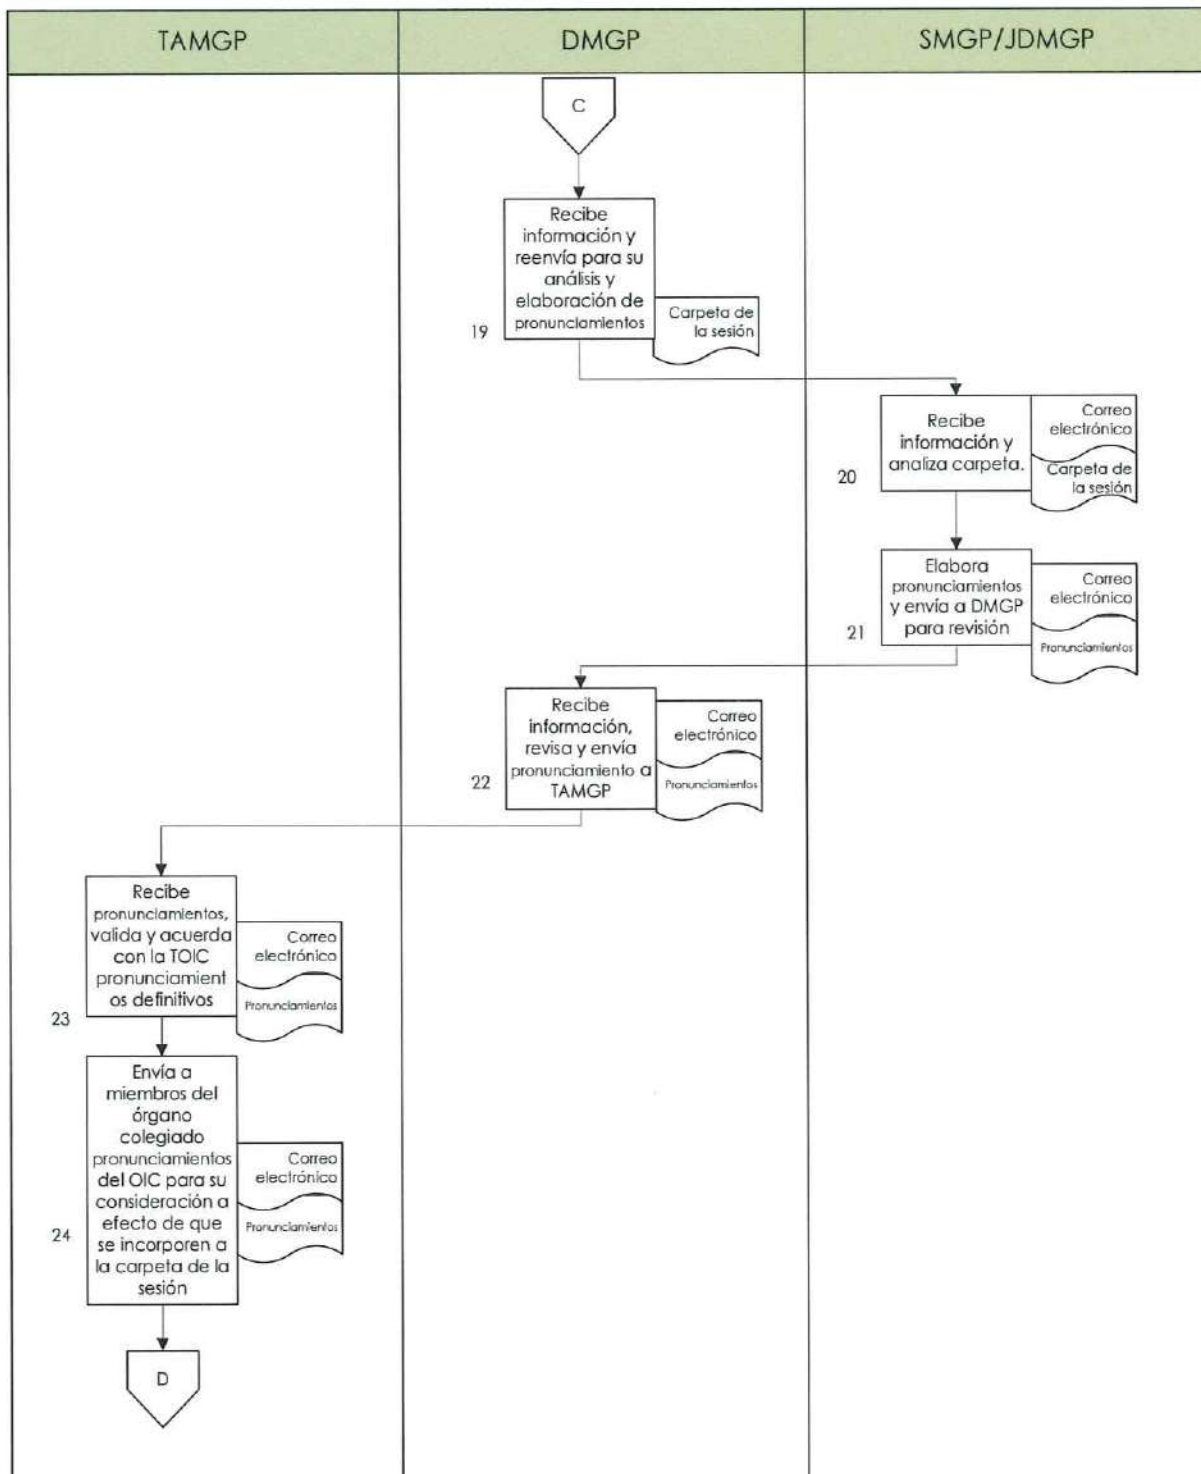 TAMGP
DMGP
SMGP/JDMGP
C
Recibe
información y
reenvía para su
análisis y
elaboración de
pronunciamientos
19
Carpeta de
la sesión
Recibe
información y
analiza carpeta.
20
Correo
electrónico
Carpeta de
la sesión
Elabora
pronunciamientos
y envía a DMGP
para revisión
21
Correo
electrónico
Pronunciamientos
Recibe
información,
revisa y envía
pronunciamiento a
TAMGP
22
Correo
electrónico
Pronunciamientos
Recibe
pronunciamientos,
valida y acuerda
con la TOIC
pronunciamient
os definitivos
23
Correo
electrónico
Pronunciamientos
Envía a
miembros del
órgano
colegiado
pronunciamientos
del OIC para su
consideración a
efecto de que
se incorporen a
la carpeta de la
sesión
24
Correo
electrónico
Pronunciamientos
D